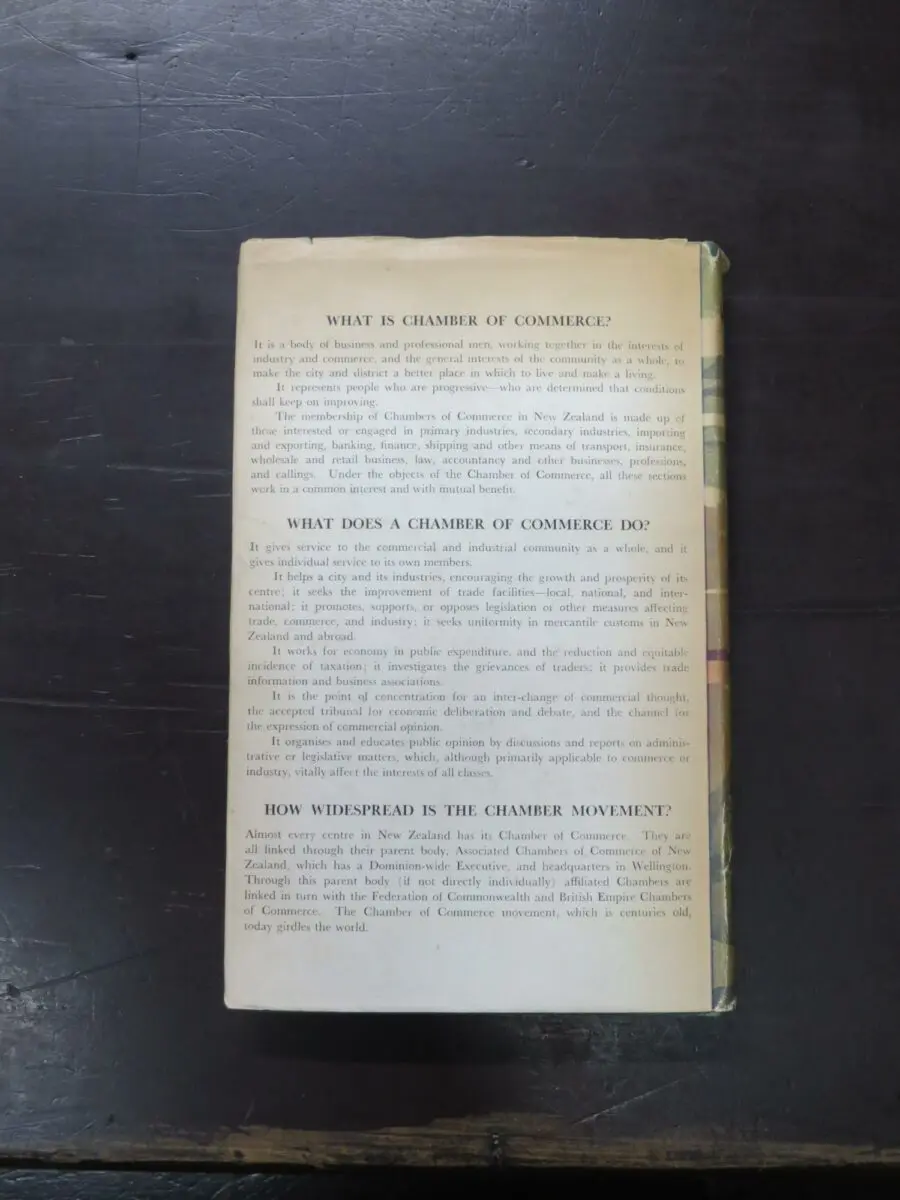 WHAT IS CHAMBER OF COMMERCE?
It is a body of business and professional men, working together in the interests of
industry and commerce, and the general interests of the community as a whole, to
make the city and district a better place in which to live and make a living.
It represents people who are progressive—who are determined that conditions
shall keep on improving.
The membership of Chambers of Commerce in New Zealand is made up of
those interested or engaged in primary industries, secondary industries, importing
and exporting, banking, finance, shipping and other means of transport, insurance,
wholesale and retail business, law, accountancy and other businesses, professions,
and callings. Under the objects of the Chamber of Commerce, all these sections
work in a common interest and with mutual benefit.
WHAT DOES A CHAMBER OF COMMERCE DO?
It gives service to the commercial and industrial community as a whole, and it
gives individual service to its own members.
It helps a city and its industries, encouraging the growth and prosperity of its
centre; it seeks the improvement of trade facilities—local, national, and inter-
national; it promotes, supports, or opposes legislation or other measures affecting
trade, commerce, and industry; it seeks uniformity in mercantile customs in New
Zealand and abroad.
It works for economy in public expenditure, and the reduction and equitable
incidence of taxation; it investigates the grievances of traders; it provides trade
information and business associations.
It is the point of concentration for an inter-change of commercial thought,
the accepted tribunal for economic deliberation and debate, and the channel for
the expression of commercial opinion.
It organises and educates public opinion by discussions and reports on adminis-
trative or legislative matters, which, although primarily applicable to commerce or
industry, vitally affect the interests of all classes.
HOW WIDESPREAD IS THE CHAMBER MOVEMENT?
Almost every centre in New Zealand has its Chamber of Commerce. They are
all linked through their parent body, Associated Chambers of Commerce of New
Zealand, which has a Dominion-wide Executive, and headquarters in Wellington.
Through this parent body (if not directly individually) affiliated Chambers are
linked in turn with the Federation of Commonwealth and British Empire Chambers
of Commerce. The Chamber of Commerce movement, which is centuries old,
today girdles the world.